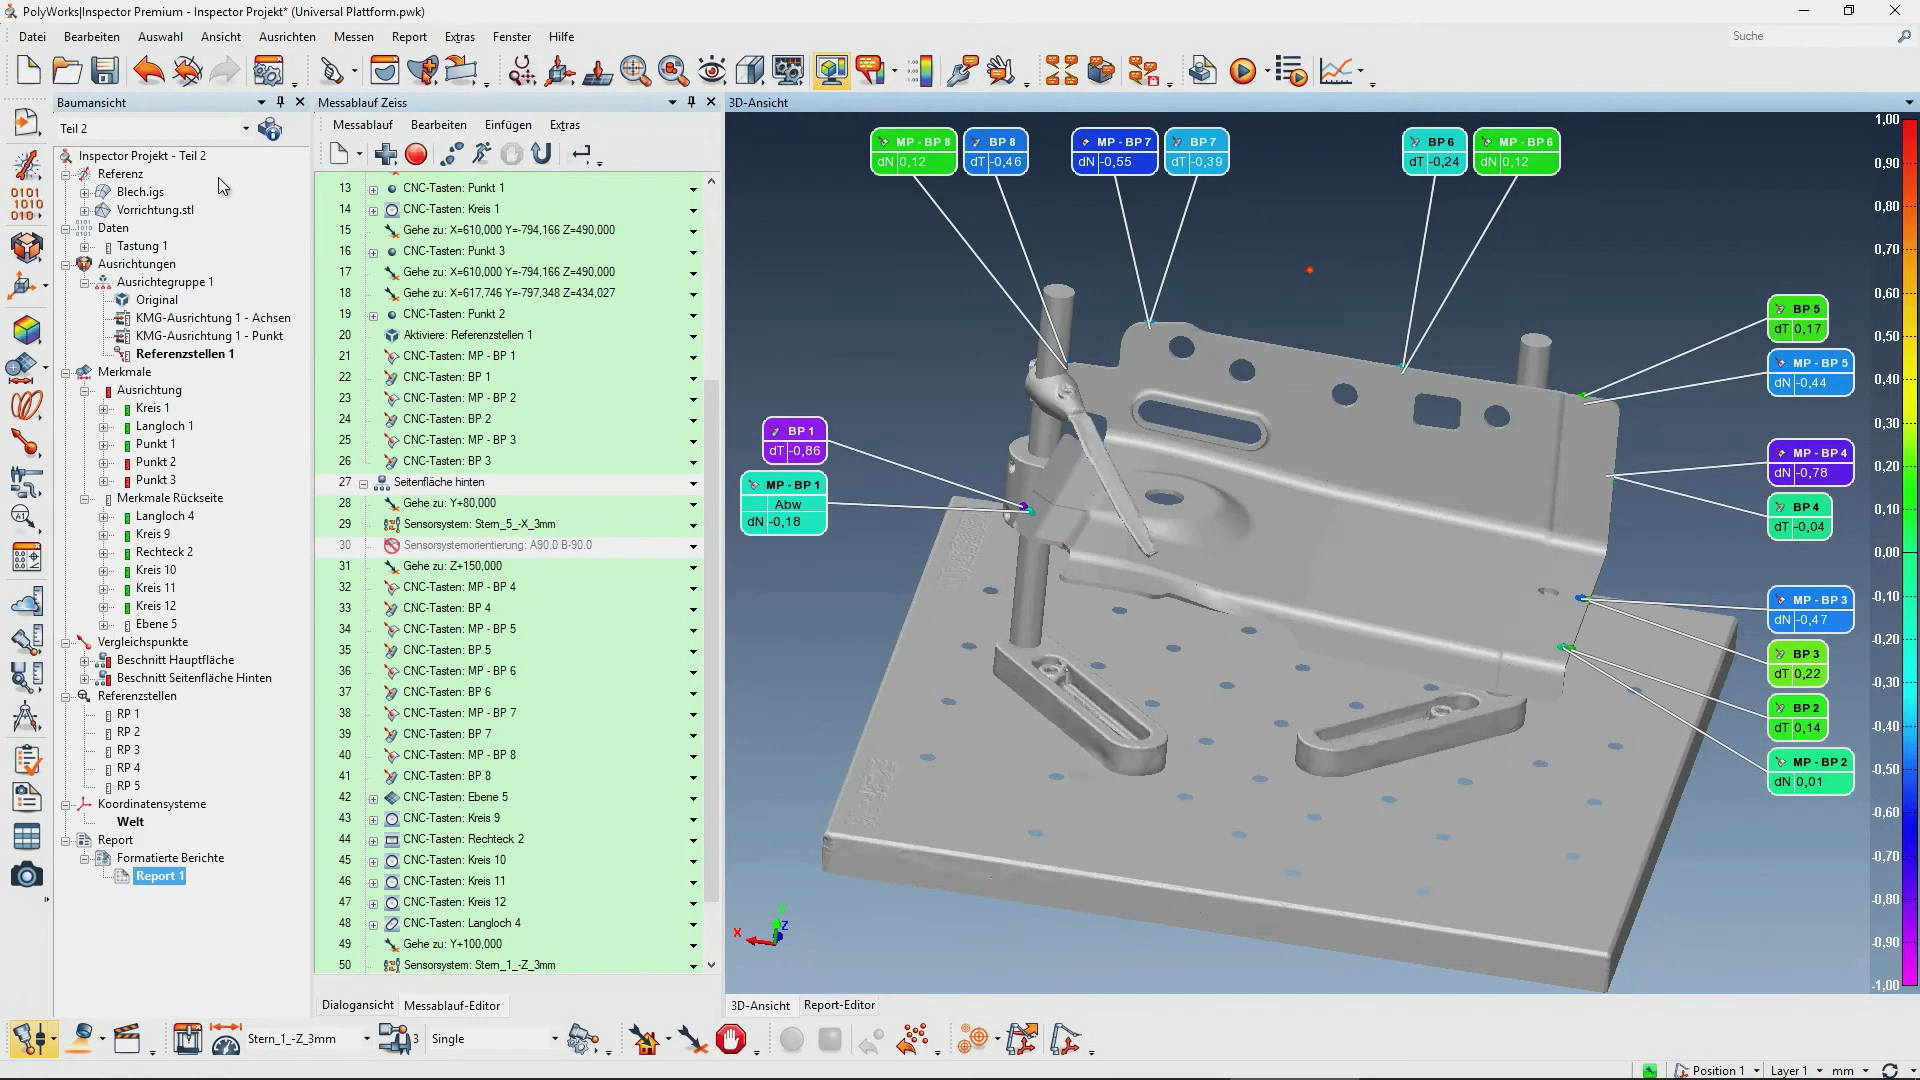 PolyWorks|Inspector Premium - Inspector Projekt* (Universal Plattform.pwk)
Datei Bearbeiten Auswahl Ansicht Ausrichten Messen Report Extras Fenster Hilfe
Suche
Baumansicht
Teil 2
Inspector Projekt - Teil 2
Referenz
Blech.igs
Vorrichtung.stl
Daten
Tastung 1
Ausrichtungen
Ausrichtegruppe 1
Original
KMG-Ausrichtung 1 - Achsen
KMG-Ausrichtung 1 - Punkt
Referenzstellen 1
Merkmale
Ausrichtung
Kreis 1
Langloch 1
Punkt 1
Punkt 2
Punkt 3
Merkmale Rückseite
Langloch 4
Kreis 9
Rechteck 2
Kreis 10
Kreis 11
Kreis 12
Ebene 5
Vergleichspunkte
Beschnitt Hauptfläche
Beschnitt Seitenfläche Hinten
Referenzstellen
RP 1
RP 2
RP 3
RP 4
RP 5
Koordinatensysteme
Welt
Report
Formatierte Berichte
Report 1
Messablauf Zeiss
Messablauf Bearbeiten Einfügen Extras
13 CNC-Tasten: Punkt 1
14 CNC-Tasten: Kreis 1
15 Gehe zu: X=610,000 Y=-794,166 Z=490,000
16 CNC-Tasten: Punkt 3
17 Gehe zu: X=610,000 Y=-794,166 Z=490,000
18 Gehe zu: X=617,746 Y=-797,348 Z=434,027
19 CNC-Tasten: Punkt 2
20 Aktiviere: Referenzstellen 1
21 CNC-Tasten: MP - BP 1
22 CNC-Tasten: BP 1
23 CNC-Tasten: MP - BP 2
24 CNC-Tasten: BP 2
25 CNC-Tasten: MP - BP 3
26 CNC-Tasten: BP 3
27 Seitenfläche hinten
28 Gehe zu: Y+80,000
29 Sensorsystem: Stern_5_-X_3mm
30 Sensorsystemorientierung: A90.0 B-90.0
31 Gehe zu: Z+150,000
32 CNC-Tasten: MP - BP 4
33 CNC-Tasten: BP 4
34 CNC-Tasten: MP - BP 5
35 CNC-Tasten: BP 5
36 CNC-Tasten: MP - BP 6
37 CNC-Tasten: BP 6
38 CNC-Tasten: MP - BP 7
39 CNC-Tasten: BP 7
40 CNC-Tasten: MP - BP 8
41 CNC-Tasten: BP 8
42 CNC-Tasten: Ebene 5
43 CNC-Tasten: Kreis 9
44 CNC-Tasten: Rechteck 2
45 CNC-Tasten: Kreis 10
46 CNC-Tasten: Kreis 11
47 CNC-Tasten: Kreis 12
48 CNC-Tasten: Langloch 4
49 Gehe zu: Y+100,000
50 Sensorsystem: Stern_1_-Z_3mm
Dialogansicht Messablauf-Editor
3D-Ansicht
MP - BP 8
dN 0,12
BP 8
dT -0,46
MP - BP 7
dN -0,55
BP 7
dT -0,39
BP 6
dT -0,24
MP - BP 6
dN 0,12
BP 5
dT 0,17
MP - BP 5
dN -0,44
BP 1
dT -0,86
MP - BP 1
Abw
dN -0,18
MP - BP 4
dN -0,78
BP 4
dT -0,04
MP - BP 3
dN -0,47
BP 3
dT 0,22
BP 2
dT 0,14
MP - BP 2
dN 0,01
X
Y
Z
1,00
0,90
0,80
0,70
0,60
0,50
0,40
0,30
0,20
0,10
0,00
-0,10
-0,20
-0,30
-0,40
-0,50
-0,60
-0,70
-0,80
-0,90
-1,00
3D-Ansicht Report-Editor
Stern_1_-Z_3mm
3
Single
Position 1 Layer 1 mm